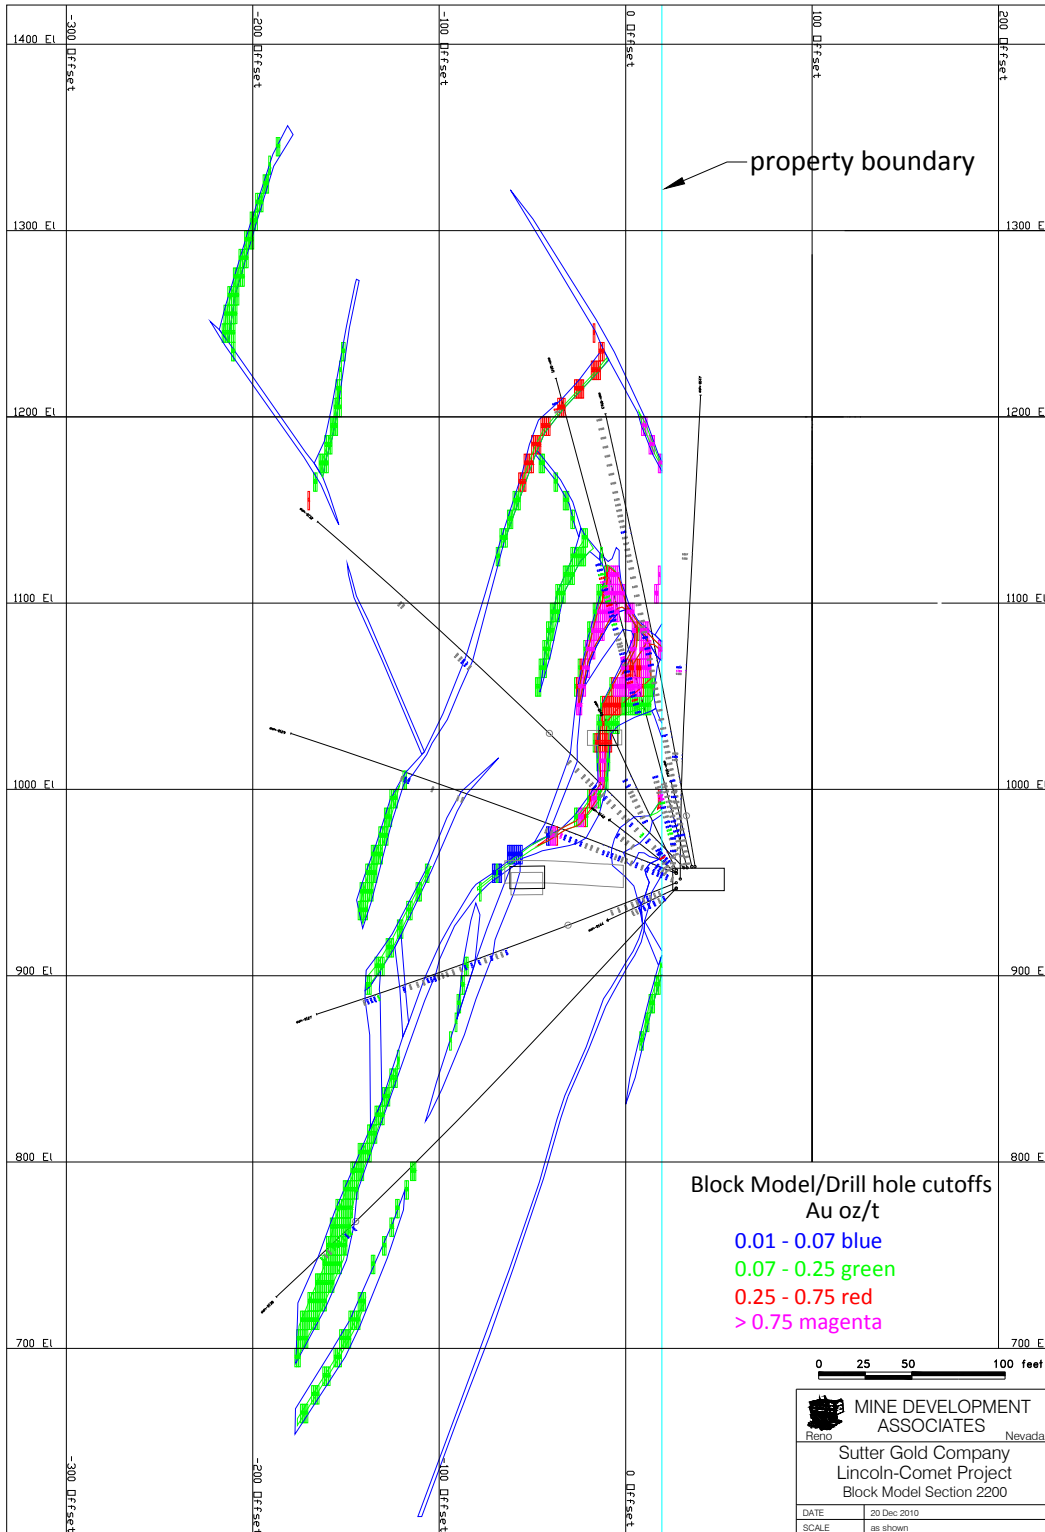 -300 Offset
-200 Offset
-100 Offset
0 Offset
100 Offset
200 Offset
1400 El
property boundary
1300 El
1300 E
1200 El
1200 E
1100 El
1100 E
1000 El
1000 E
900 El
900 E
800 El
800 E
Block Model/Drill hole cutoffs
Au oz/t
0.01 - 0.07 blue
0.07 - 0.25 green
0.25 - 0.75 red
> 0.75 magenta
700 El
700 E
0 25 50 100 feet
MINE DEVELOPMENT
ASSOCIATES
Reno Nevada
Sutter Gold Company
Lincoln-Comet Project
Block Model Section 2200
DATE 20 Dec 2010
SCALE as shown
-300 Offset
-200 Offset
-100 Offset
0 Offset